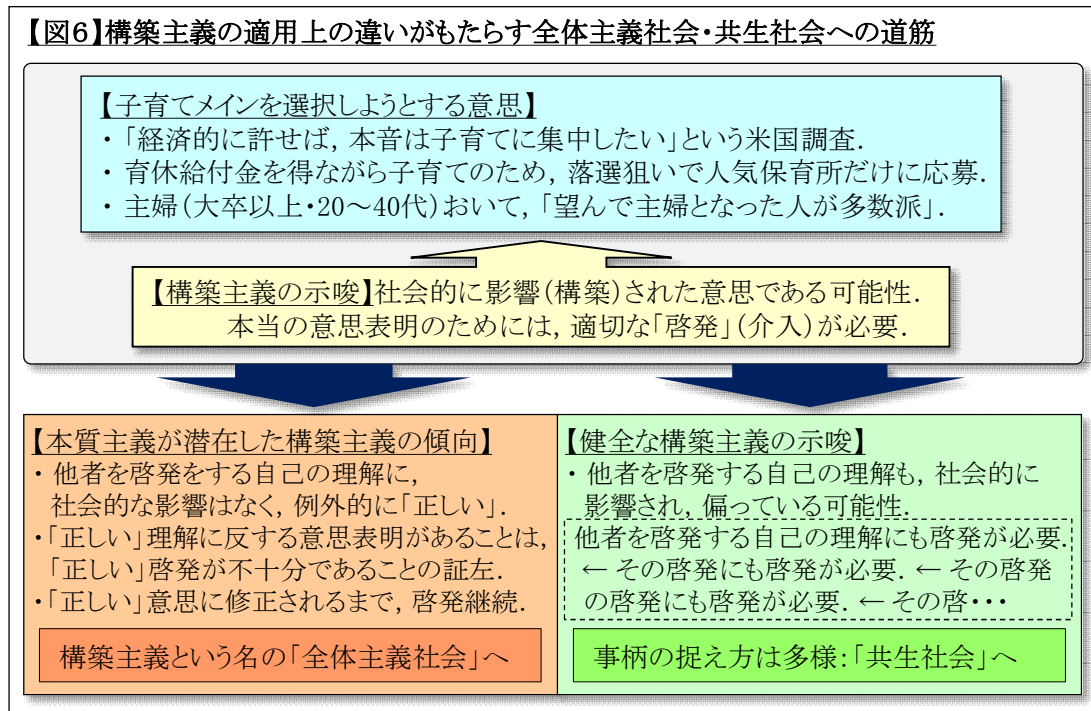 【図6】構築主義の適用上の違いがもたらす全体主義社会・共生社会への道筋
【子育てメインを選択しようとする意思】
・「経済的に許せば, 本音は子育てに集中したい」という米国調査.
・ 育休給付金を得ながら子育てのため, 落選狙いで人気保育所だけに応募.
・ 主婦(大卒以上・20～40代)おいて,「望んで主婦となった人が多数派」.
【構築主義の示唆】社会的に影響(構築)された意思である可能性.
本当の意思表明のためには, 適切な「啓発」(介入)が必要.
【本質主義が潜在した構築主義の傾向】
・ 他者を啓発をする自己の理解に,
社会的な影響はなく, 例外的に「正しい」.
・「正しい」理解に反する意思表明があることは,
「正しい」啓発が不十分であることの証左.
・「正しい」意思に修正されるまで, 啓発継続.
構築主義という名の「全体主義社会」へ
【健全な構築主義の示唆】
・ 他者を啓発する自己の理解も, 社会的に
影響され, 偏っている可能性.
他者を啓発する自己の理解にも啓発が必要.
← その啓発にも啓発が必要. ← その啓発
の啓発にも啓発が必要. ← その啓・・・
事柄の捉え方は多様:「共生社会」へ